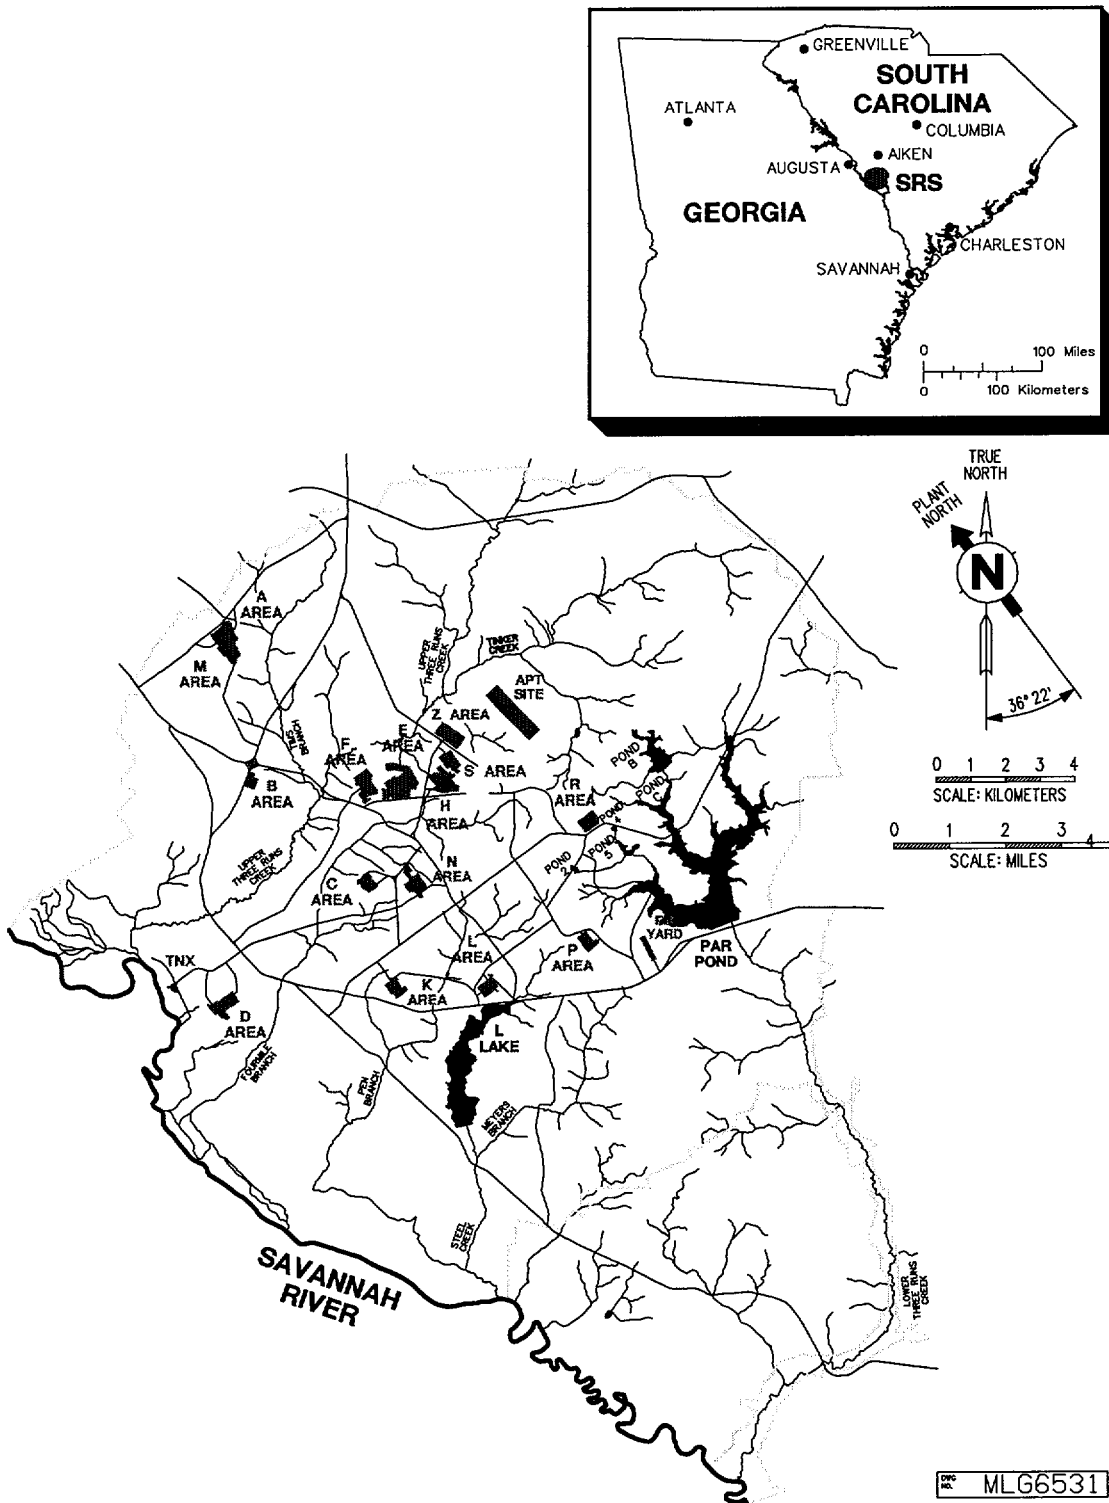 GREENVILLE
SOUTH
CAROLINA
ATLANTA
COLUMBIA
AIKEN
AUGUSTA
SRS
GEORGIA
CHARLESTON
SAVANNAH
0
100 Miles
0
100 Kilometers
TRUE
NORTH
PLANT
NORTH
N
36° 22'
0 1 2 3 4
SCALE: KILOMETERS
0 1 2 3 4
SCALE: MILES
A
AREA
M
AREA
UPPER
THREE RUNS
CREEK
TINKER
CREEK
APT
SITE
TIMS
BRANCH
Z AREA
E
AREA
F
AREA
S AREA
B
AREA
H
AREA
R
AREA
POND
B
POND
C
POND
4
POND
5
POND
2
UPPER
THREE RUNS
CREEK
C
AREA
N
AREA
L
AREA
P
AREA
YARD
PAR
POND
TNX
D
AREA
K
AREA
L
LAKE
FOURMILE
BRANCH
PEN
BRANCH
MEYERS
BRANCH
STEEL
CREEK
SAVANNAH
RIVER
LOWER
THREE RUNS
CREEK
DWG
NO.
MLG6531